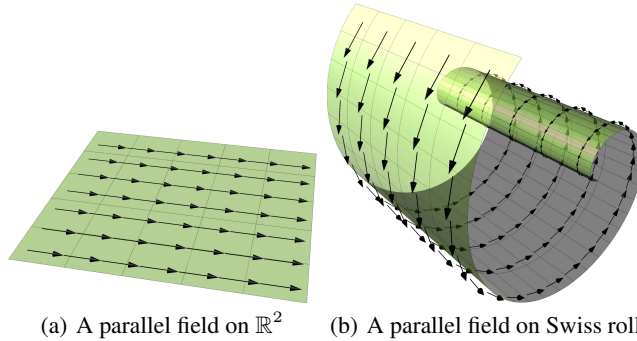 (a) A parallel field on ℝ² (b) A parallel field on Swiss roll